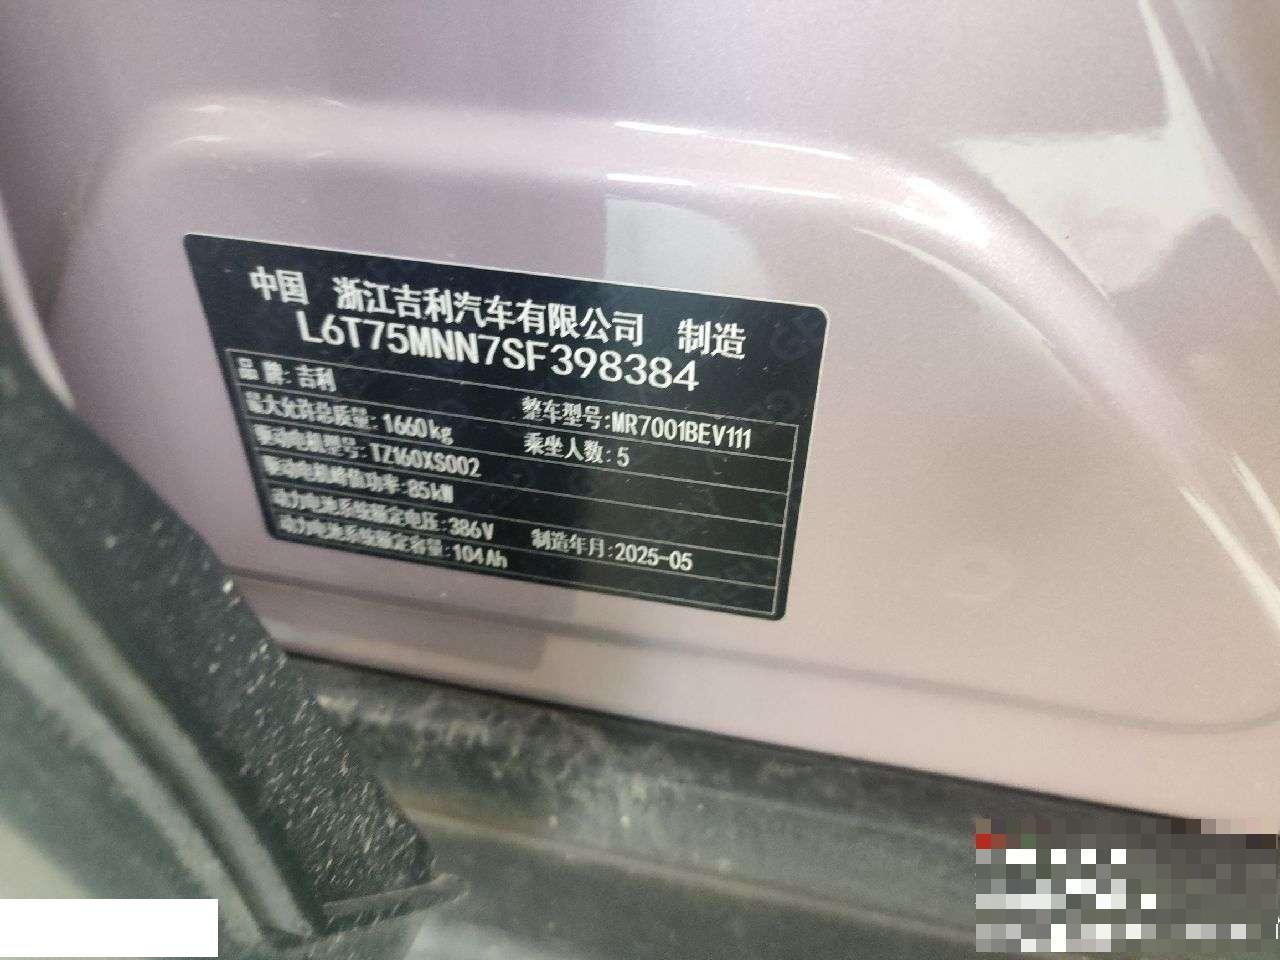 中国 浙江吉利汽车有限公司 制造
L6T75MNN7SF398384
品牌:吉利 整车型号:MR7001BEV111
最大允许总质量:1660kg 乘坐人数:5
驱动电机型号:TZ160XS002
驱动电机峰值功率:85kW
动力电池系统额定电压:386V 制造年月:2025-05
动力电池系统额定容量:104Ah